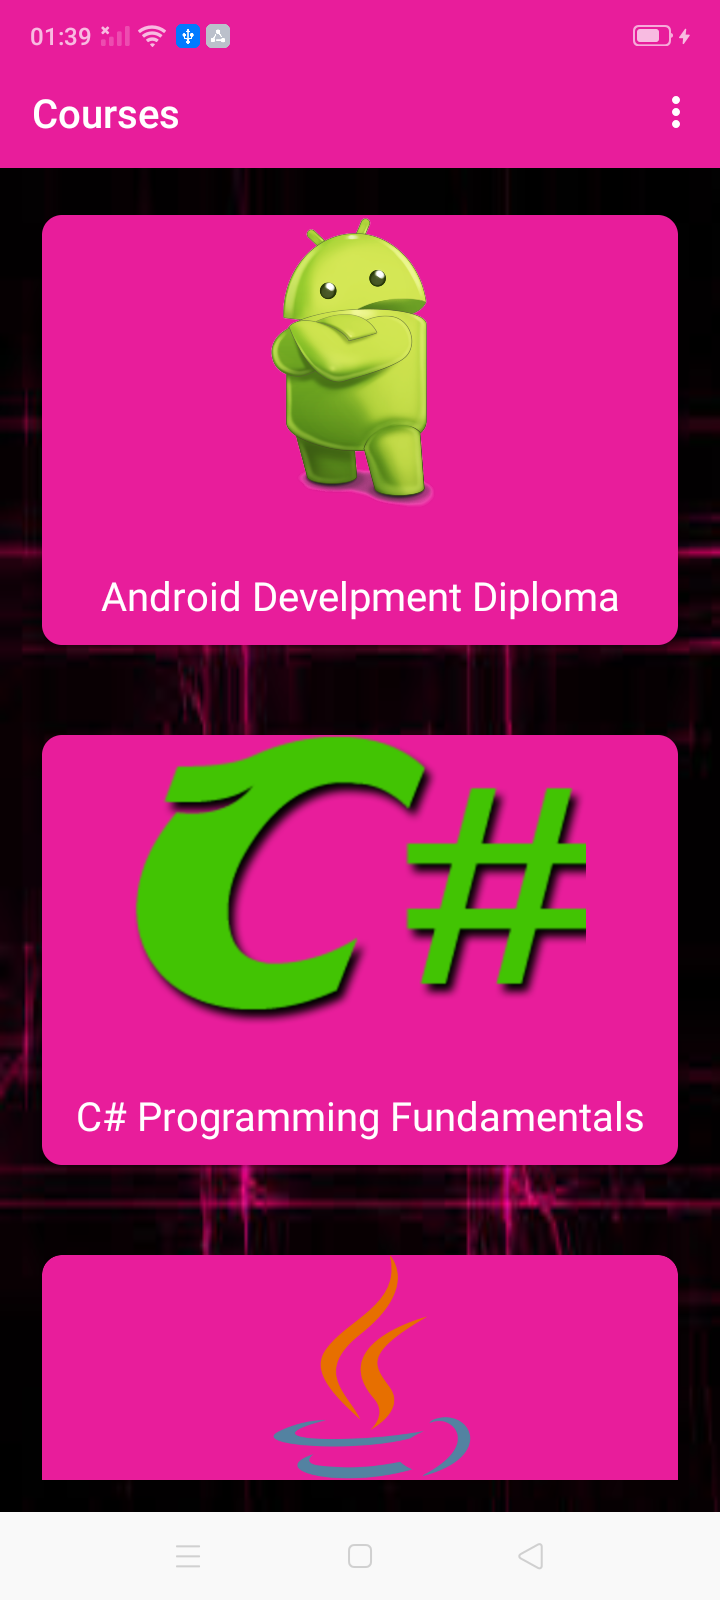 01:39
Courses
Android Develpment Diploma
C#
C# Programming Fundamentals